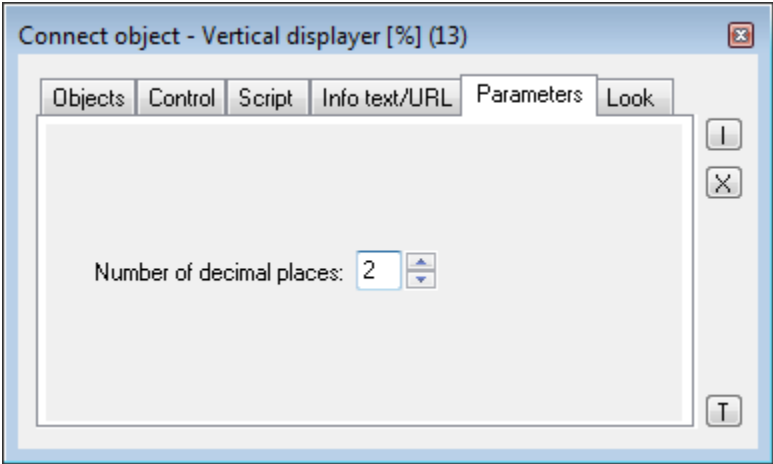 Connect object - Vertical displayer [%] (13)
Objects Control Script Info text/URL Parameters Look
I
X
Number of decimal places: 2
T